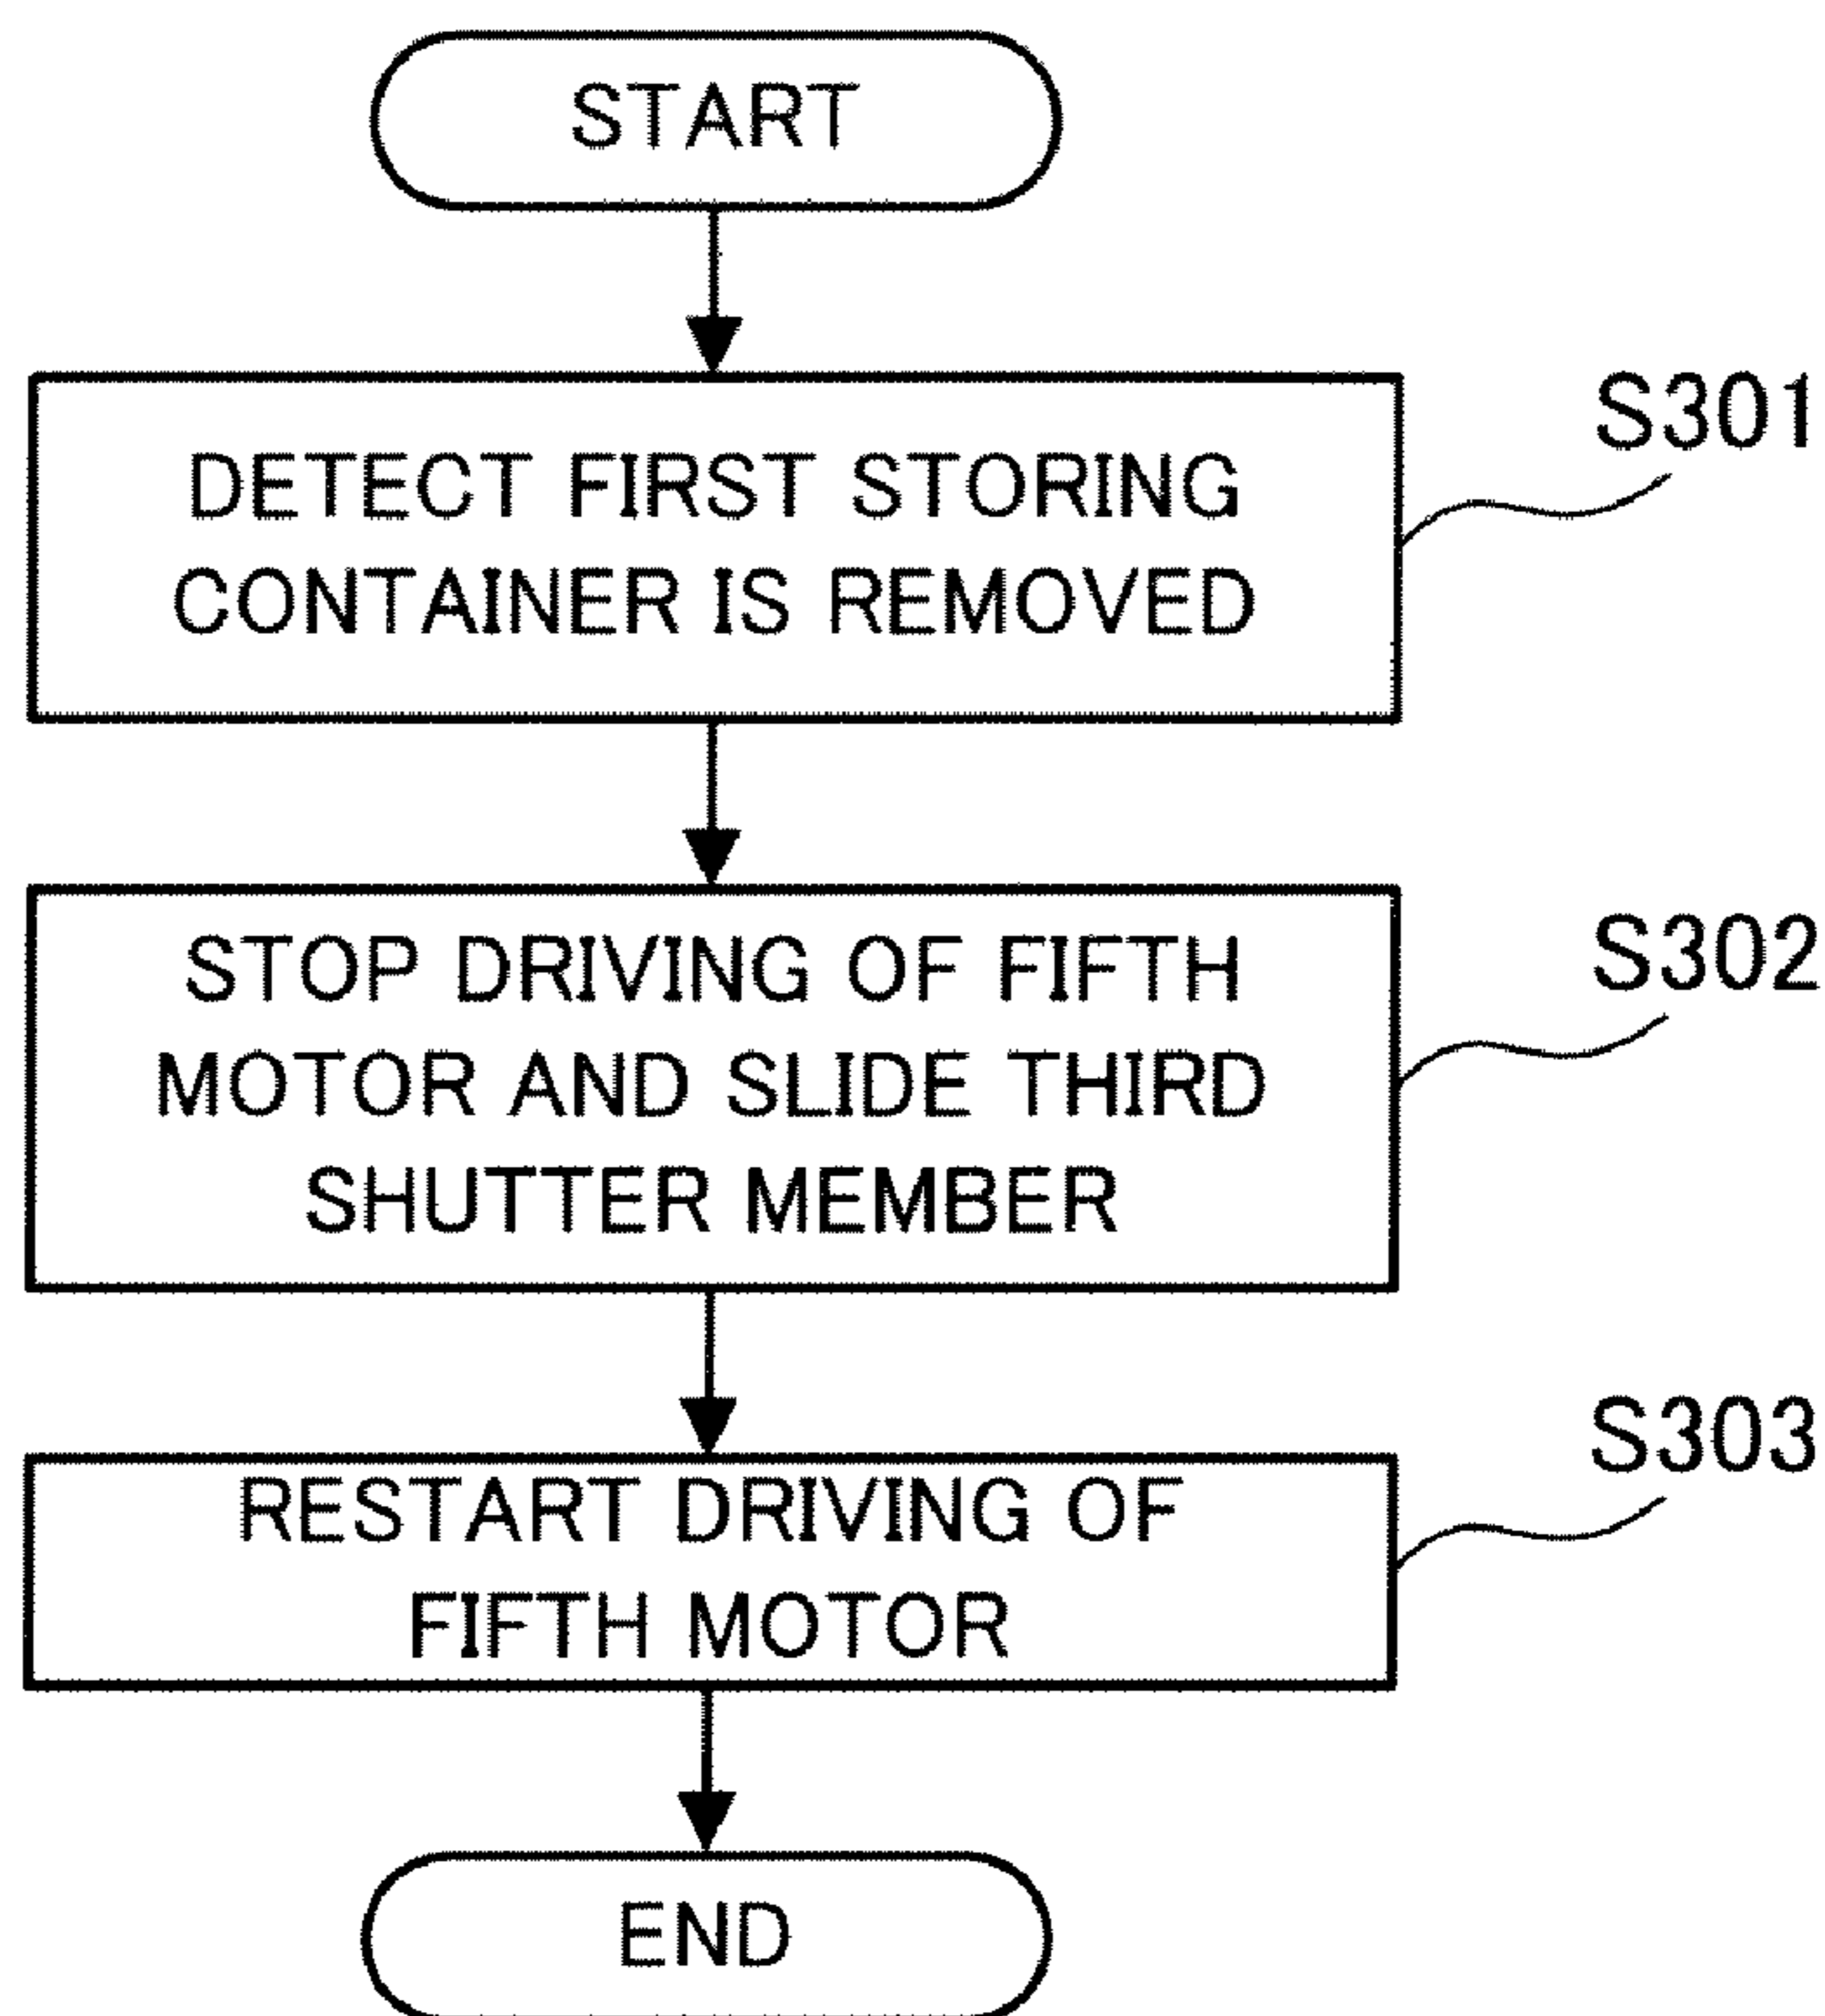 START
DETECT FIRST STORING
CONTAINER IS REMOVED
S301
STOP DRIVING OF FIFTH
MOTOR AND SLIDE THIRD
SHUTTER MEMBER
S302
RESTART DRIVING OF
FIFTH MOTOR
S303
END